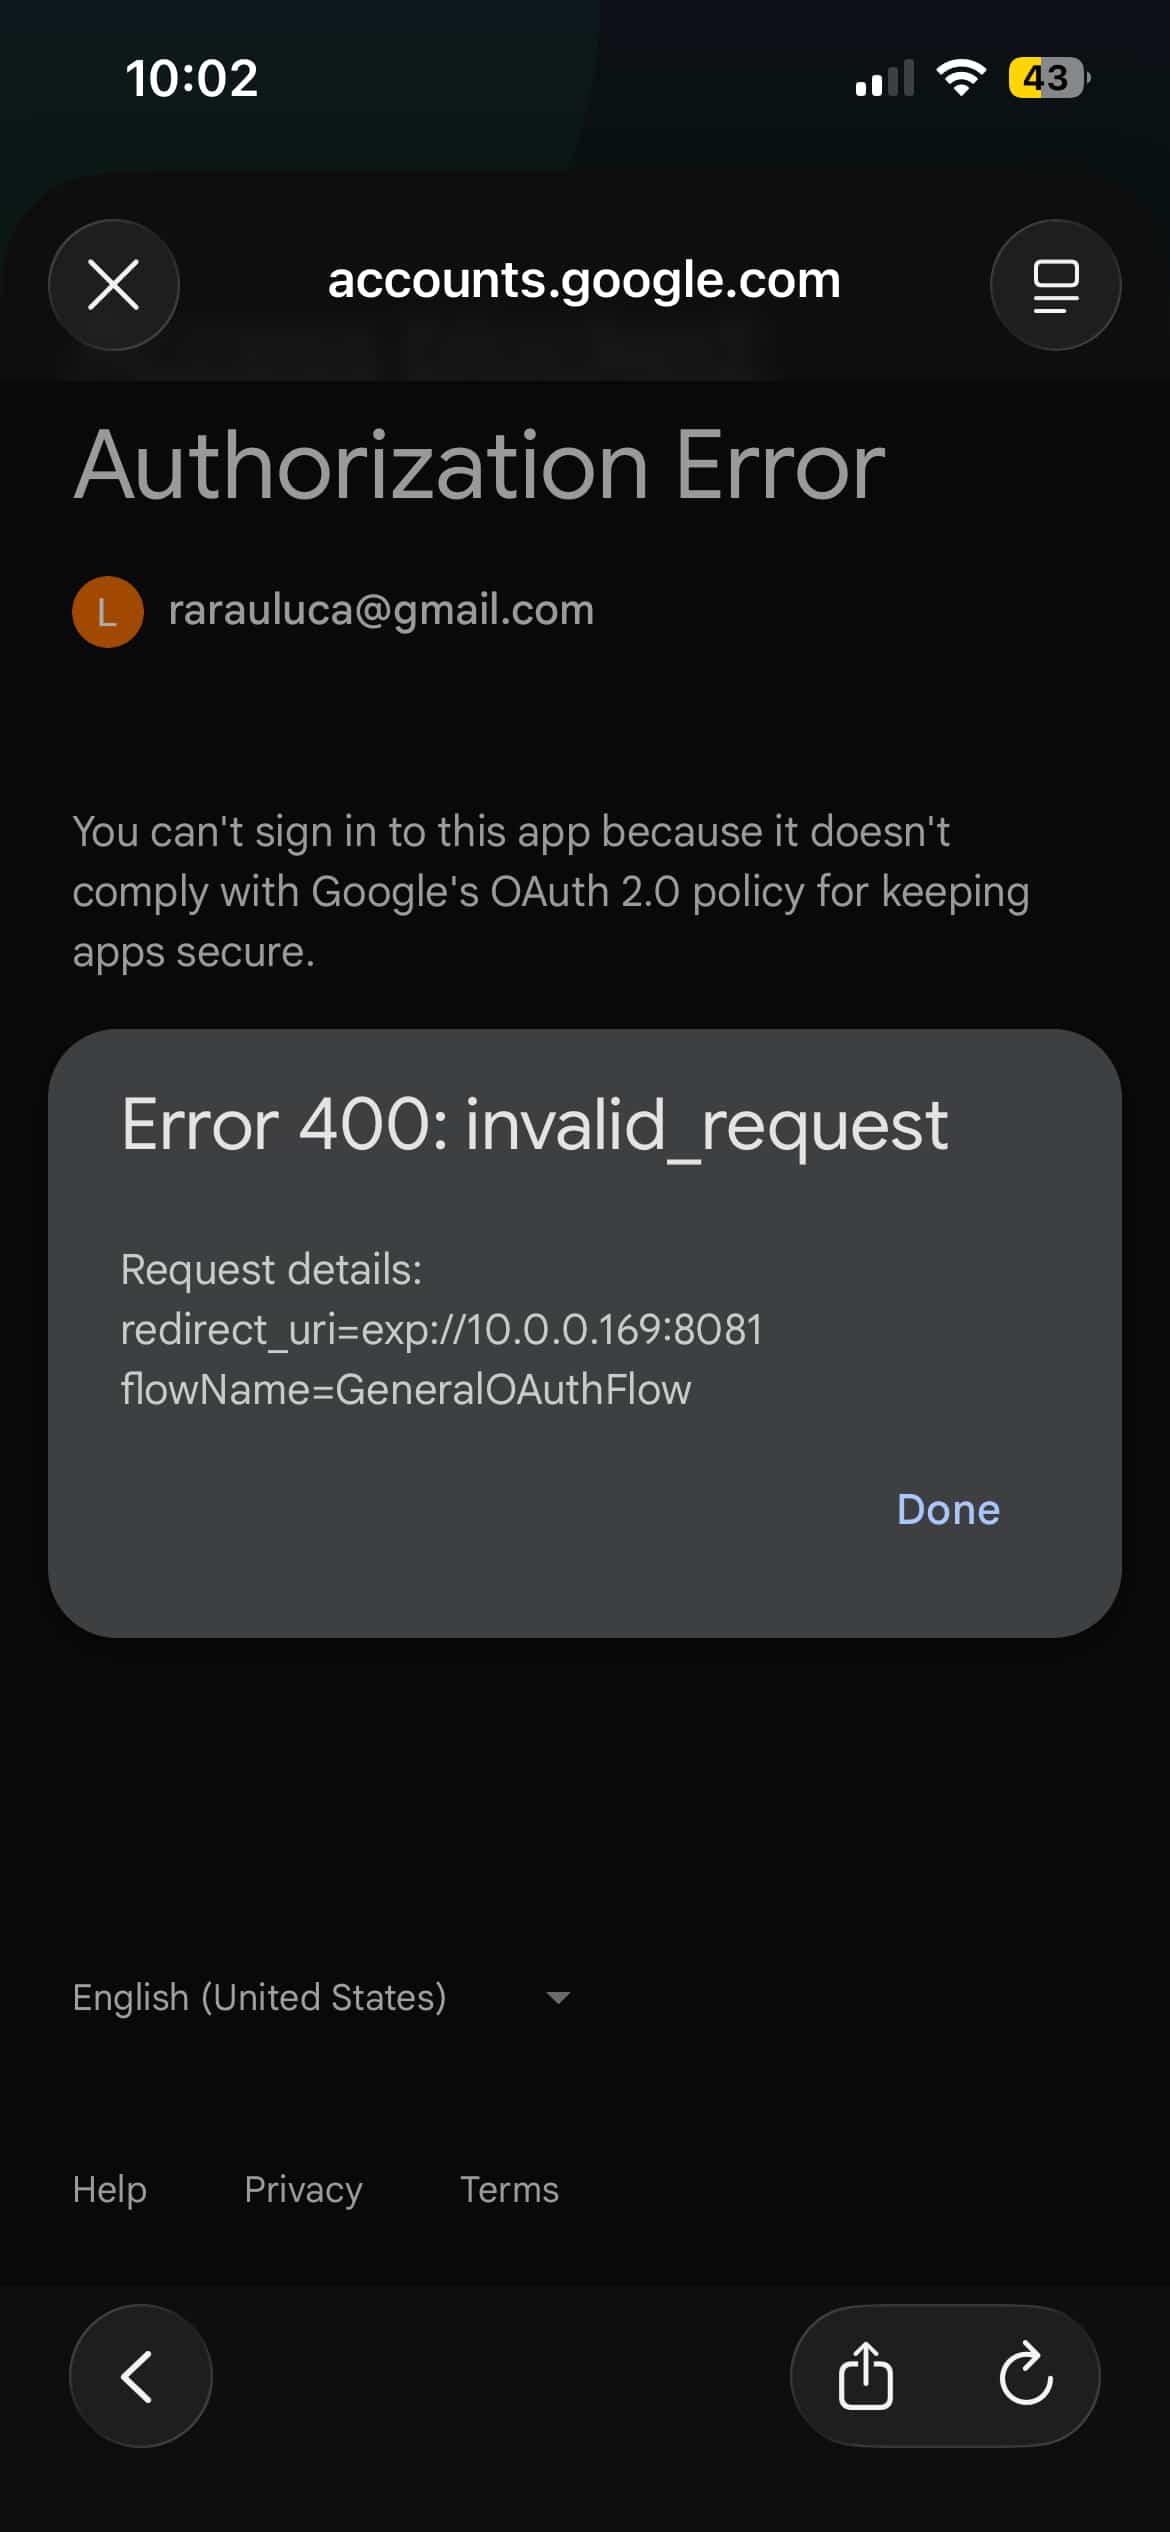 10:02
43
accounts.google.com
Authorization Error
L
rarauluca@gmail.com
You can't sign in to this app because it doesn't
comply with Google's OAuth 2.0 policy for keeping
apps secure.
Error 400: invalid_request
Request details:
redirect_uri=exp://10.0.0.169:8081
flowName=GeneralOAuthFlow
Done
English (United States)
Help
Privacy
Terms